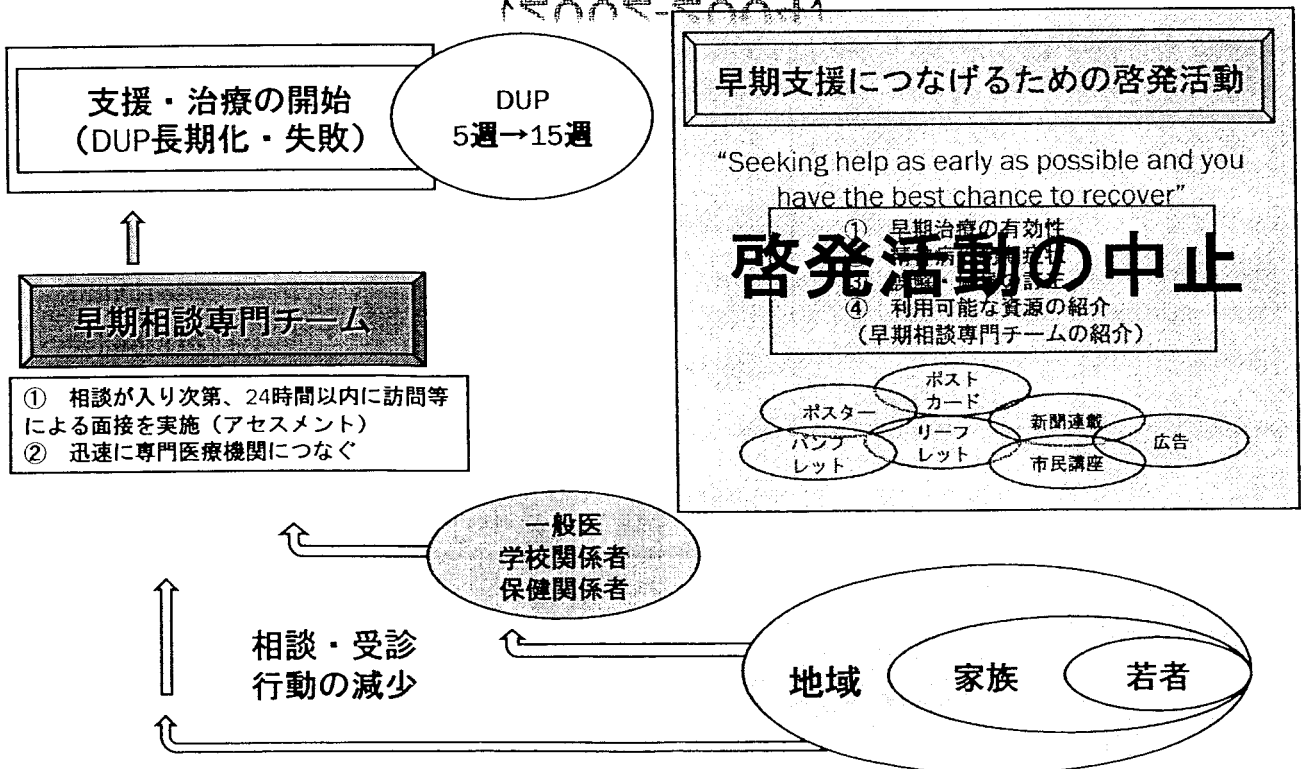 支援・治療の開始
(DUP長期化・失敗)
DUP
5週→15週
早期支援につなげるための啓発活動
"Seeking help as early as possible and you
have the best chance to recover"
① 早期治療の有効性
啓発活動の中止
④ 利用可能な資源の紹介
(早期相談専門チームの紹介)
ポスト
カード
ポスター
リーフ
レット
パンフ
レット
新聞連載
市民講座
広告
早期相談専門チーム
① 相談が入り次第、24時間以内に訪問等
による面接を実施(アセスメント)
② 迅速に専門医療機関につなぐ
一般医
学校関係者
保健関係者
相談・受診
行動の減少
地域
家族
若者